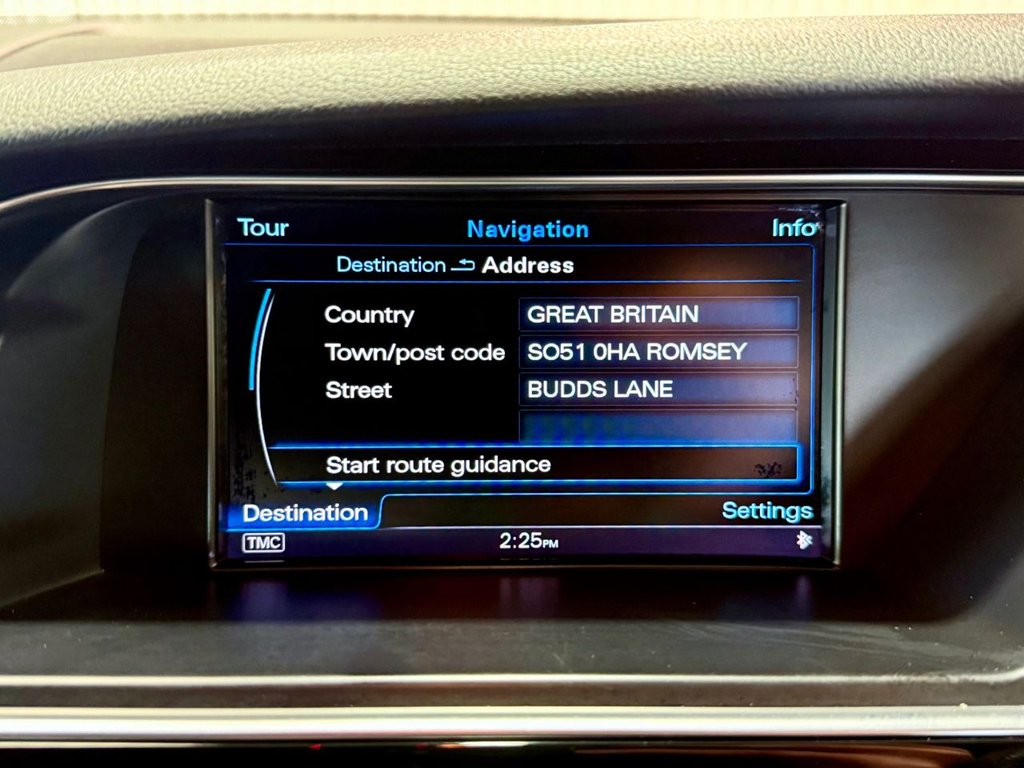 Tour Navigation Info
Destination Address
Country GREAT BRITAIN
Town/post code SO51 0HA ROMSEY
Street BUDDS LANE
Start route guidance
Destination Settings
TMC 2:25PM